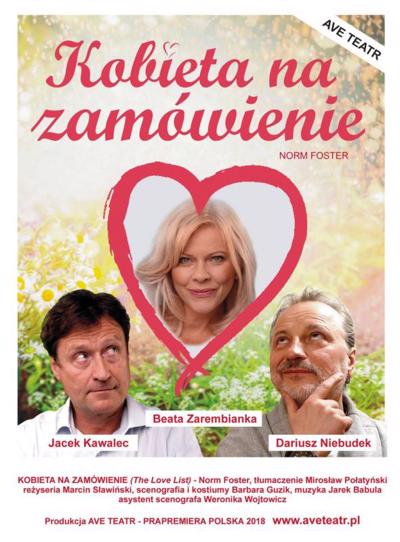 AVE TEATR
Kobieta na
zamówienie
NORM FOSTER
Beata Zarembianka
Jacek Kawalec
Dariusz Niebudek
KOBIETA NA ZAMÓWIENIE (The Love List) - Norm Foster, tłumaczenie Mirosław Połatyński
reżyseria Marcin Sławiński, scenografia i kostiumy Barbara Guzik, muzyka Jarek Babula
asystent scenografa Weronika Wojtowicz
Produkcja AVE TEATR - PRAPREMIERA POLSKA 2018 www.aveteatr.pl